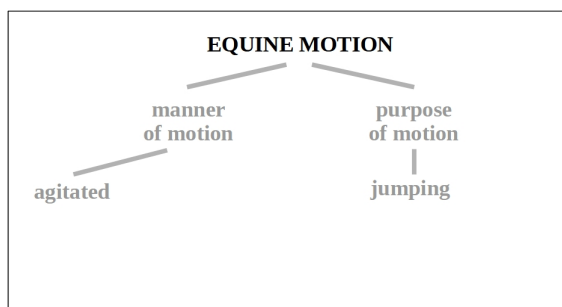 EQUINE MOTION
manner
of motion
purpose
of motion
agitated
jumping